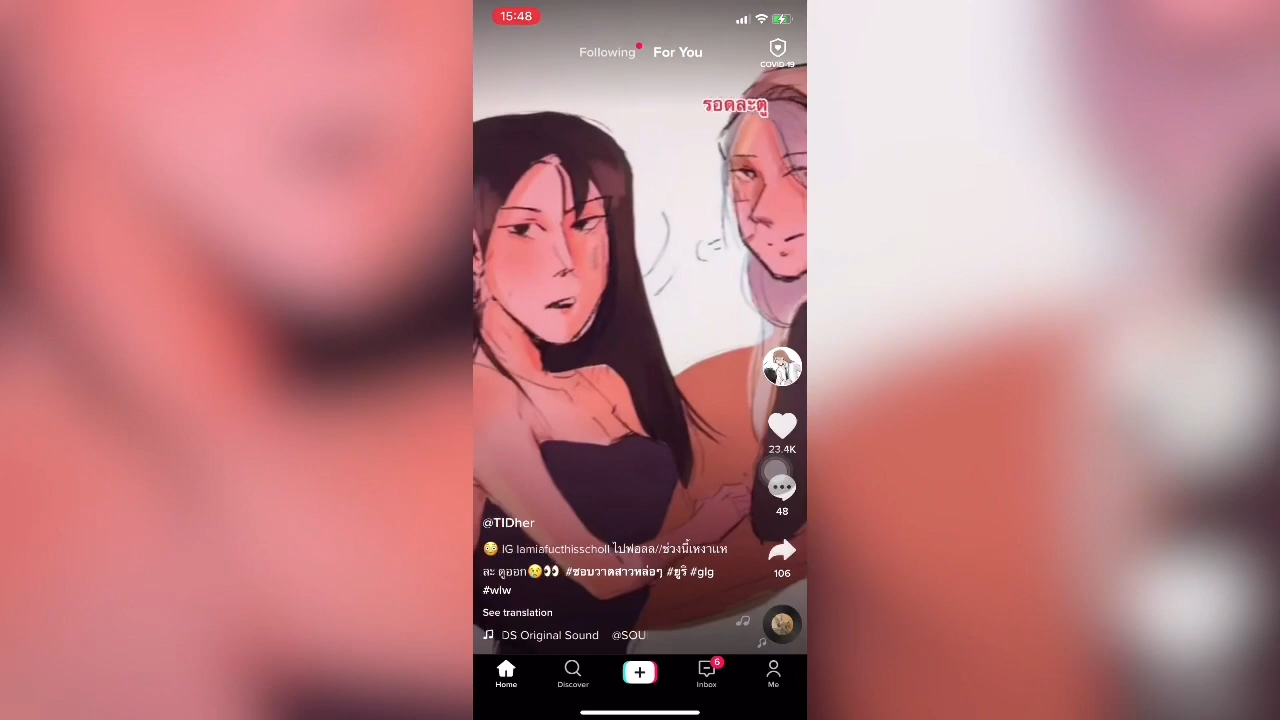 15:48
Following
For You
COVID-19
รอดละตู
23.4K
48
@TIDher
😳 IG Iamiafucthisscholl ไปฟอลล//ช่วงนี้เหงาแห
ละ ตูออก😢👀 #ชอบวาดสาวหล่อๆ #ยูริ #glg
#wlw
106
See translation
DS Original Sound @SOU
Home
Discover
6
Inbox
Me